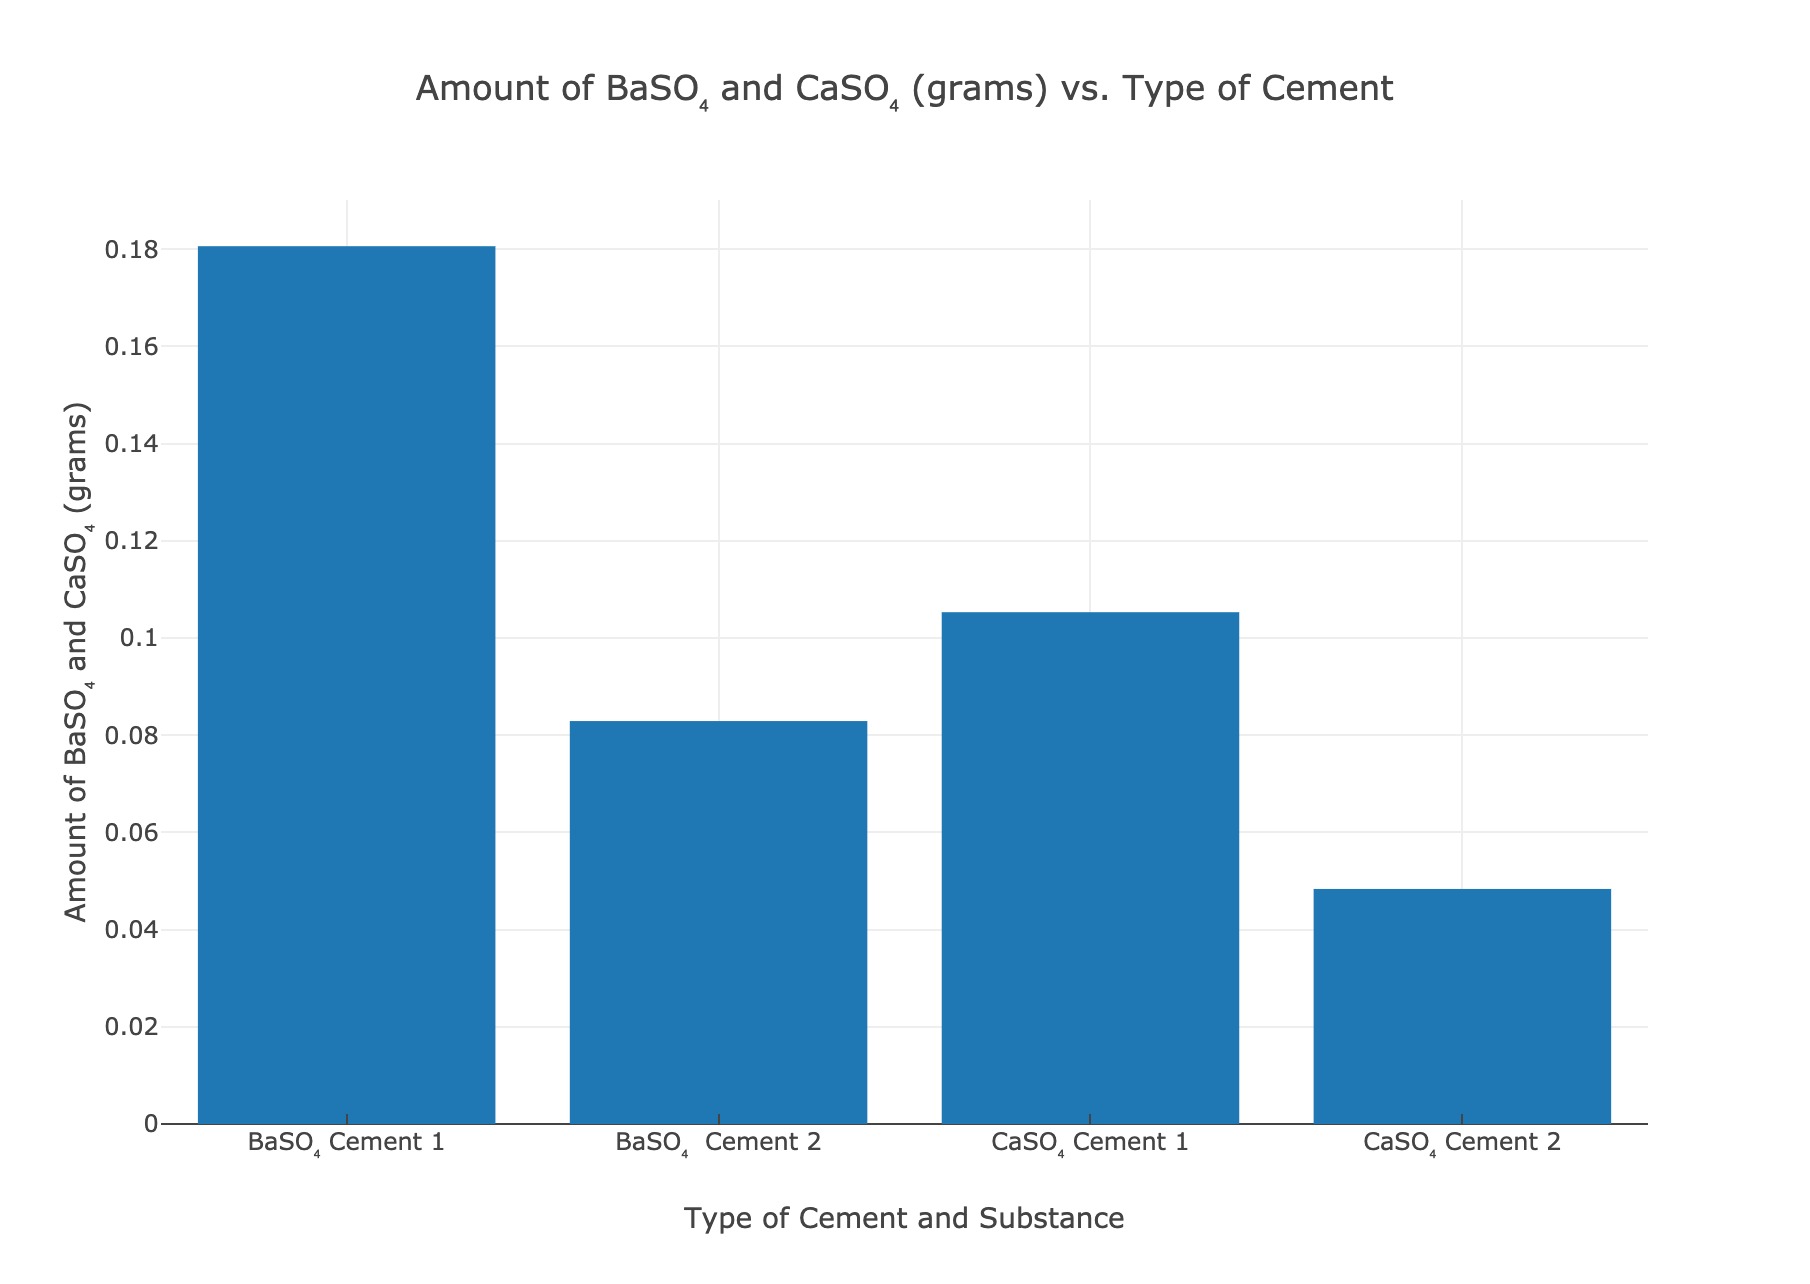 Amount of BaSO₄ and CaSO₄ (grams) vs. Type of Cement
Amount of BaSO₄ and CaSO₄ (grams)
0.18
0.16
0.14
0.12
0.1
0.08
0.06
0.04
0.02
0
BaSO₄ Cement 1
BaSO₄ Cement 2
CaSO₄ Cement 1
CaSO₄ Cement 2
Type of Cement and Substance